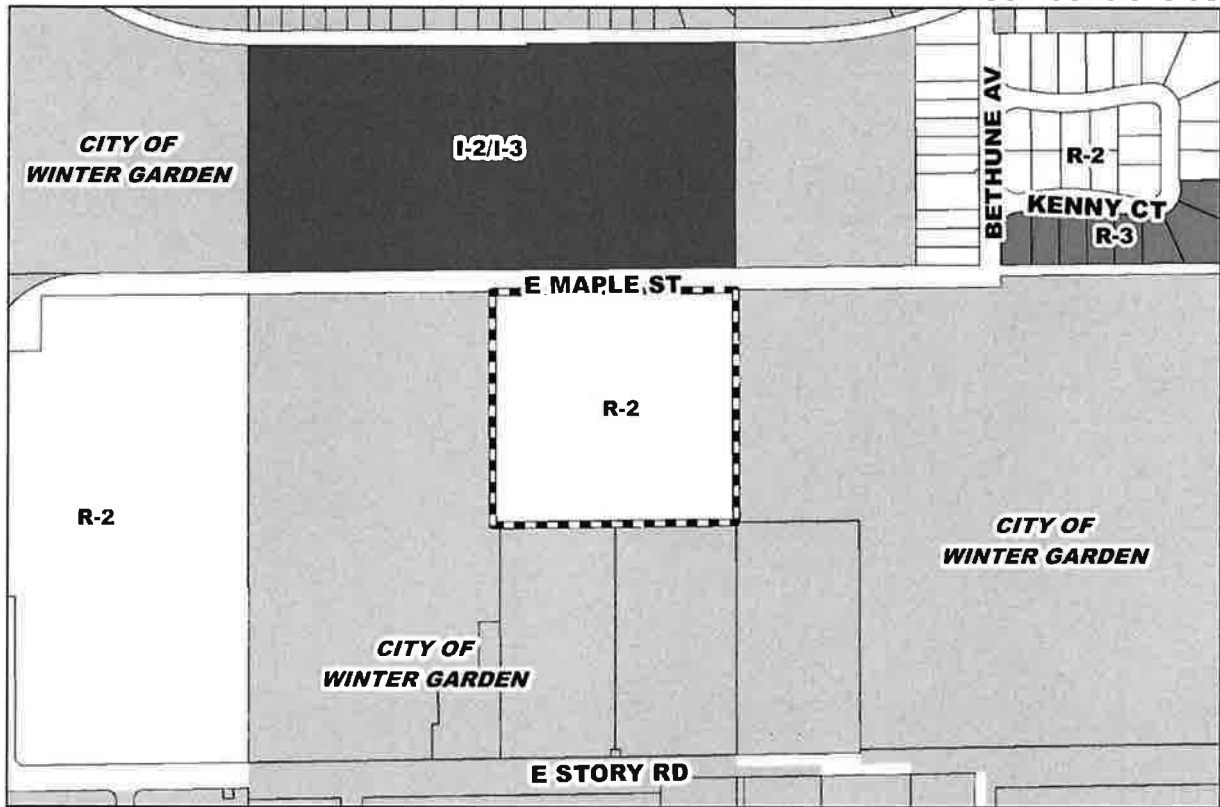 CITY OF
WINTER GARDEN
I-2/I-3
BETHUNE AV
R-2
KENNY CT
R-3
E MAPLE ST
R-2
R-2
CITY OF
WINTER GARDEN
CITY OF
WINTER GARDEN
E STORY RD